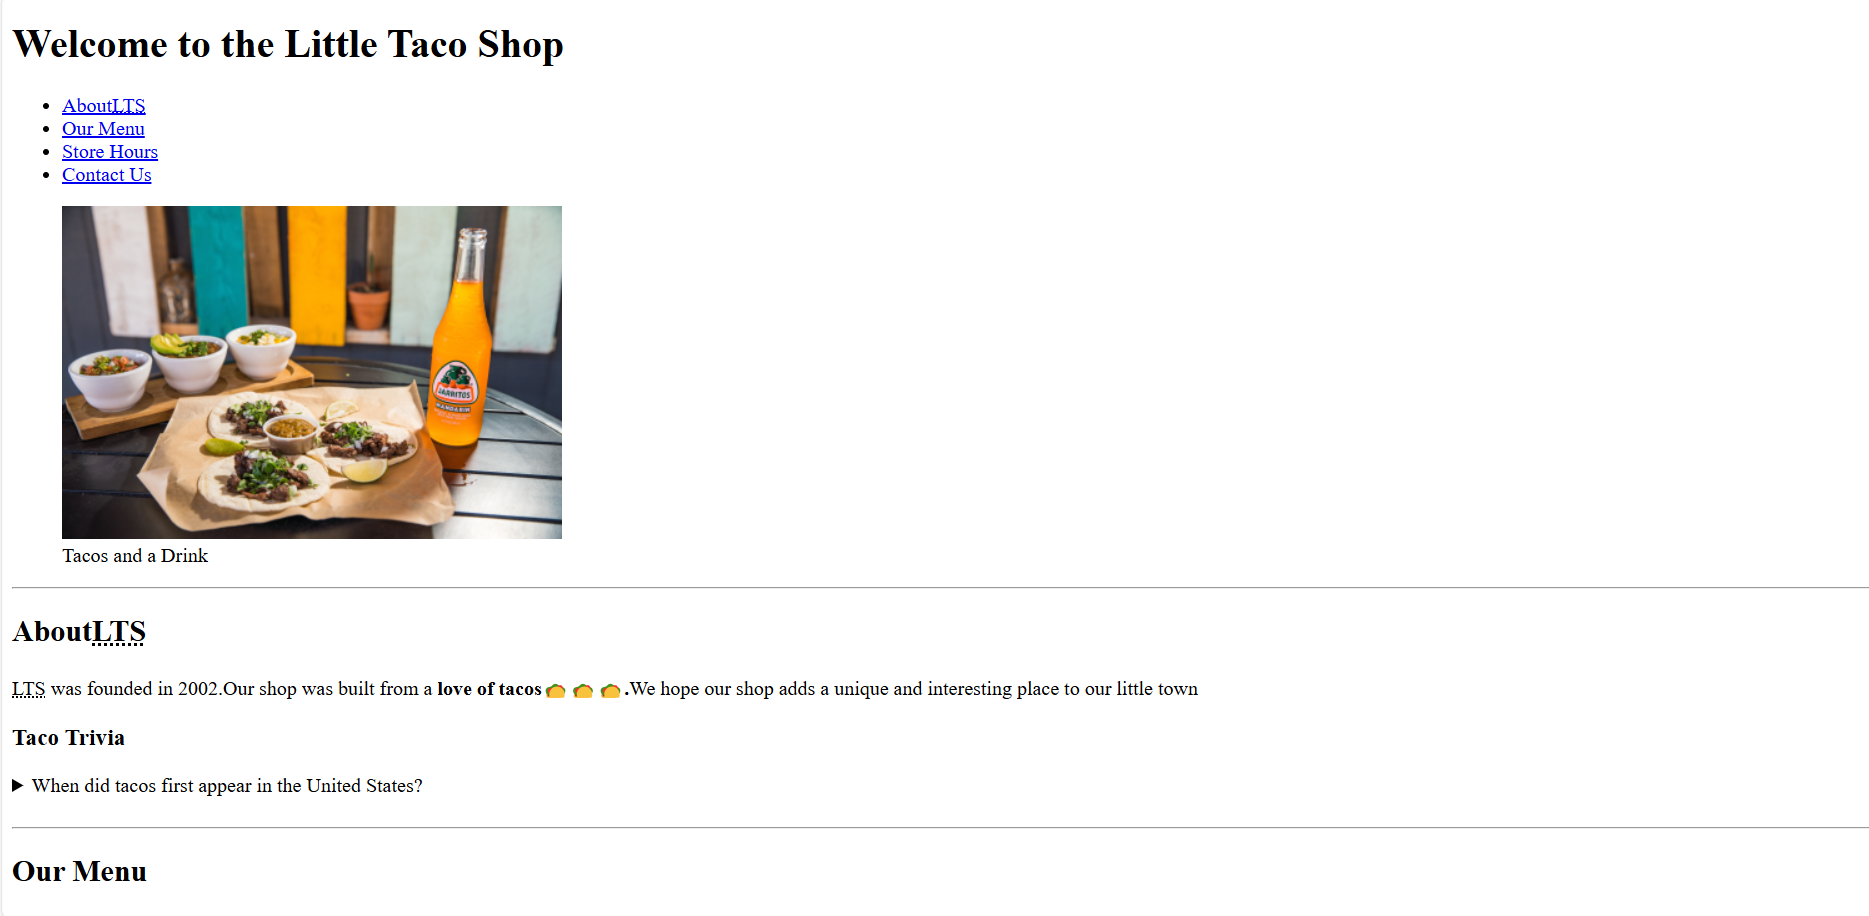 Welcome to the Little Taco Shop
AboutLTS
Our Menu
Store Hours
Contact Us
JARRITOS
MANDARIN
Tacos and a Drink
AboutLTS
LTS was founded in 2002.Our shop was built from a love of tacos🌮 🌮 🌮 .We hope our shop adds a unique and interesting place to our little town
Taco Trivia
When did tacos first appear in the United States?
Our Menu